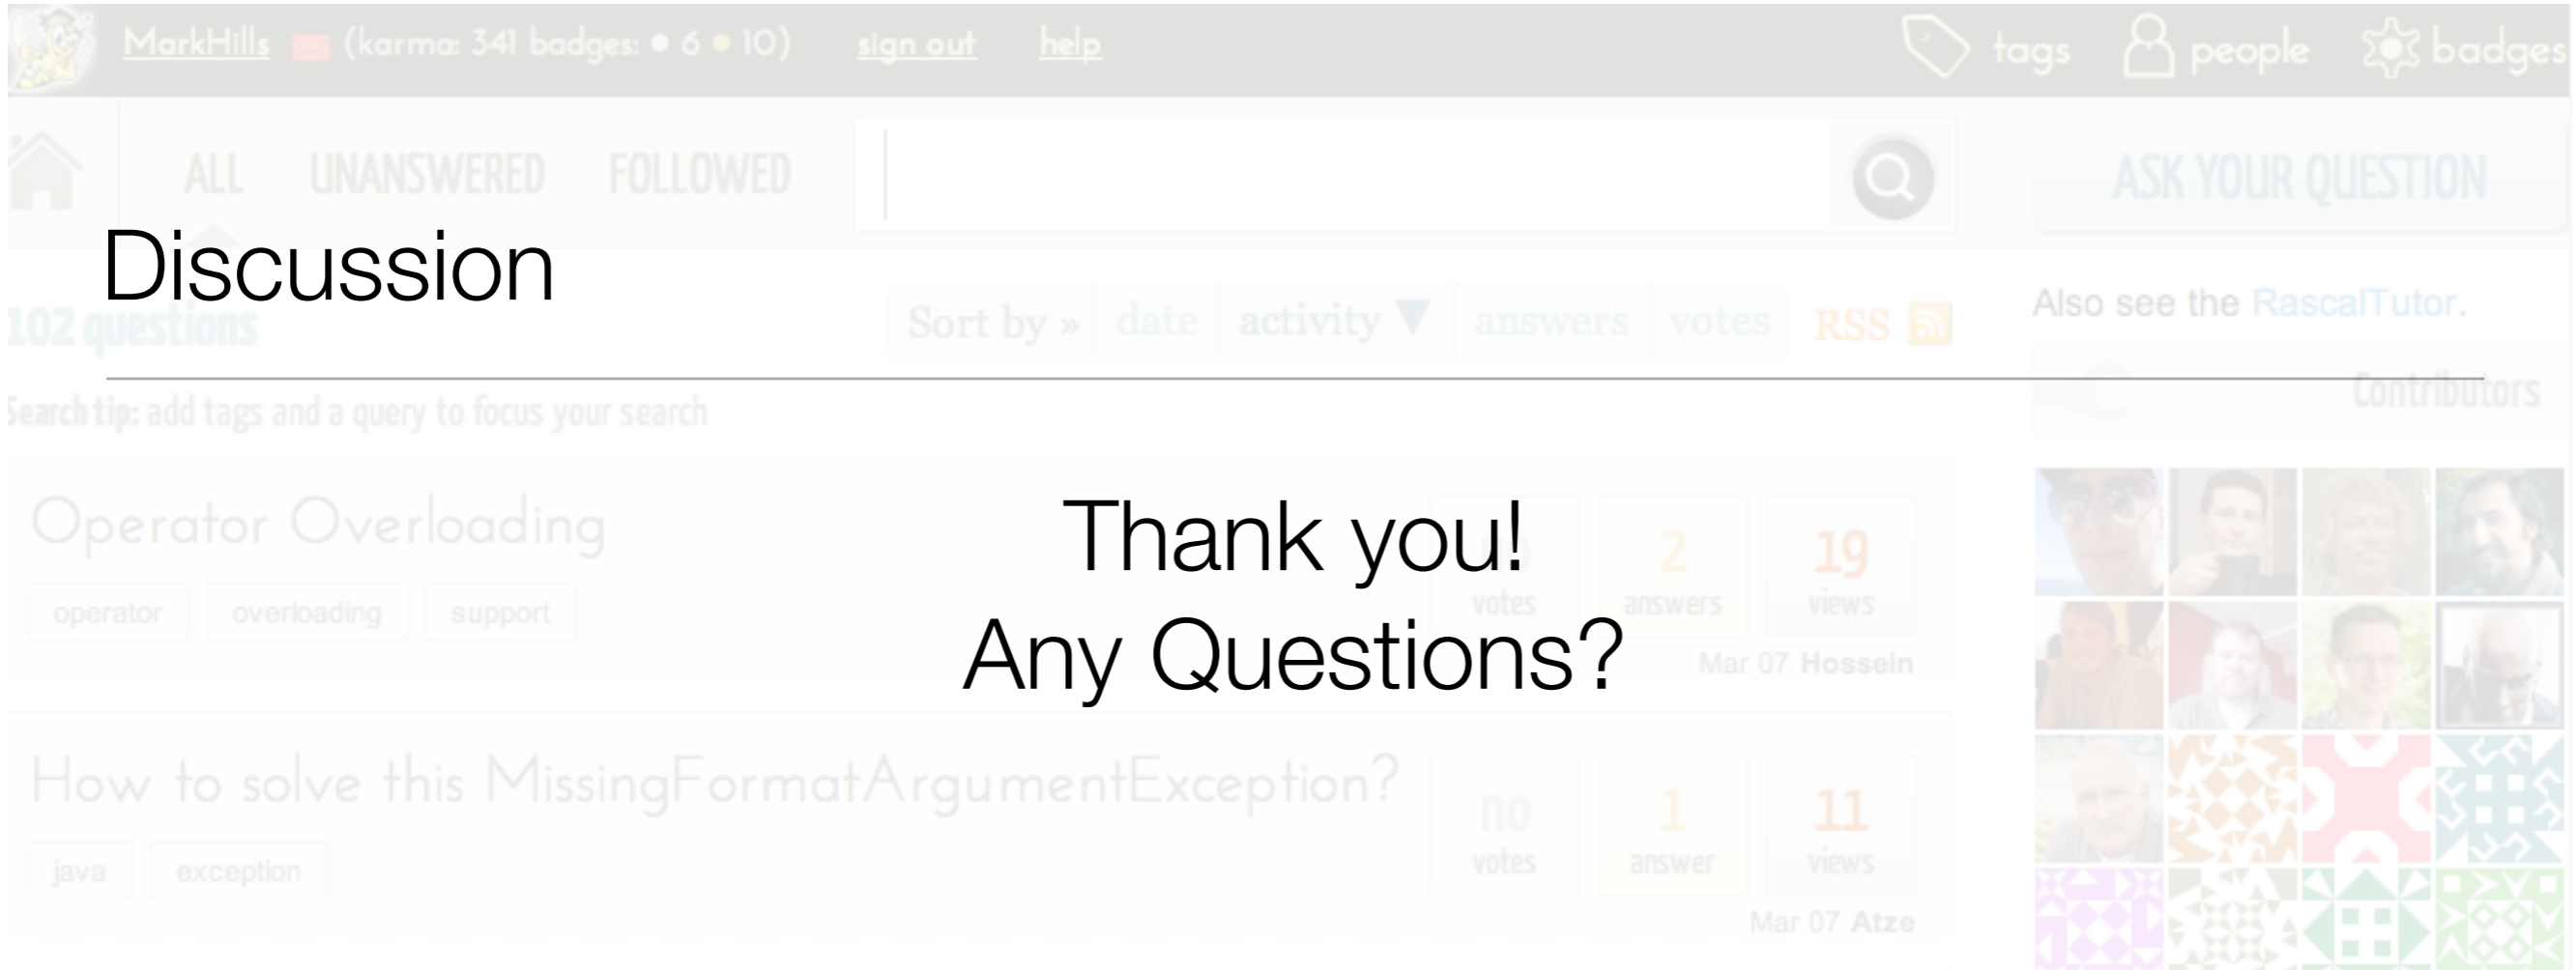 MarkHills (karma: 341 badges: ● 6 ● 10) sign out help tags people badges
ALL UNANSWERED FOLLOWED ASK YOUR QUESTION
Discussion
102 questions Sort by » date activity ▼ answers votes RSS
Also see the RascalTutor.
Contributors
Search tip: add tags and a query to focus your search
Operator Overloading
operator overloading support
no votes 2 answers 19 views
Mar 07 Hossein
Thank you!
Any Questions?
How to solve this MissingFormatArgumentException?
java exception
no votes 1 answer 11 views
Mar 07 Atze